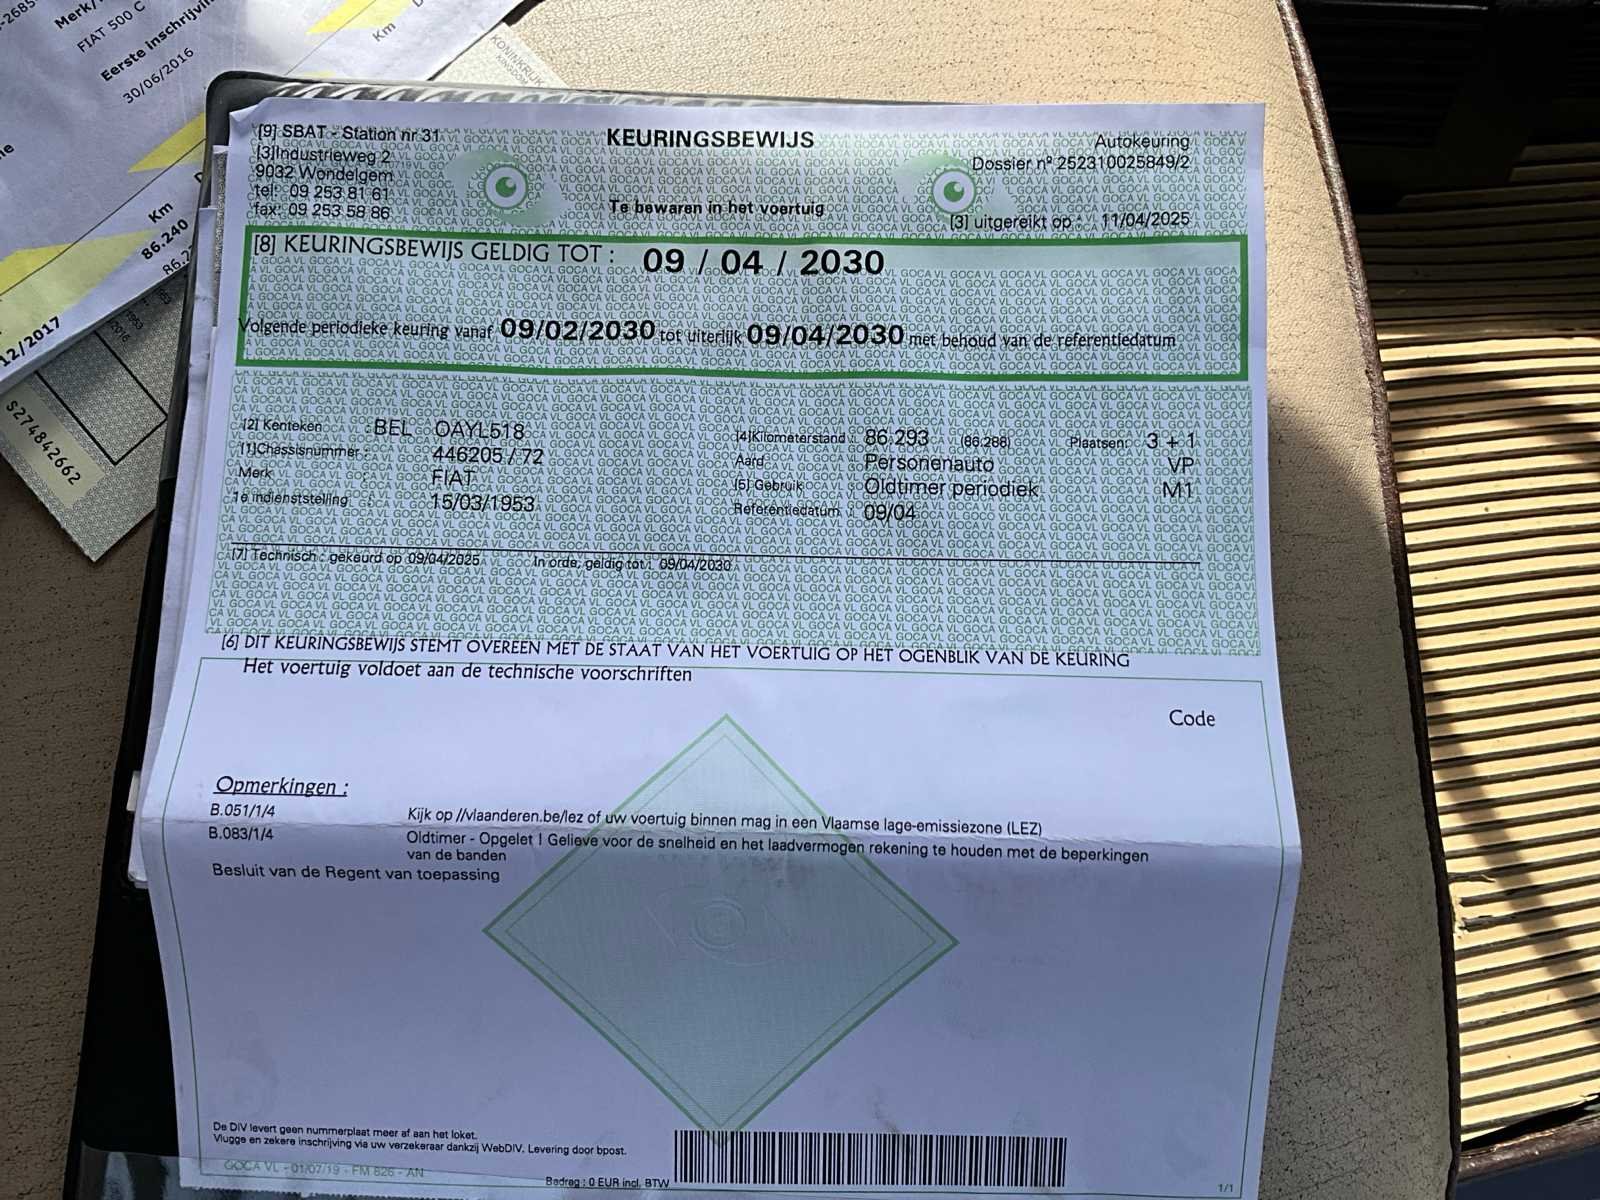 -2685
Merk/
FIAT 500 C
Eerste inschrijvin
30/06/2016
Km
Km
86.240
12/2017
S274842662
KONINKRIJK
KINGDOM
[9] SBAT - Station nr 31
[3]Industrieweg 2
9032 Wondelgem
tel: 09 253 81 61
fax: 09 253 58 86
KEURINGSBEWIJS
Te bewaren in het voertuig
Autokeuring
Dossier nº 252310025849/2
[3] uitgereikt op : 11/04/2025
[8] KEURINGSBEWIJS GELDIG TOT : 09 / 04 / 2030
Volgende periodieke keuring vanaf 09/02/2030 tot uiterlijk 09/04/2030 met behoud van de referentiedatum
[2] Kenteken BEL OAYL518
[1]Chassisnummer : 446205 / 72
Merk : FIAT
1e indienststelling : 15/03/1953
[4]Kilometerstand : 86.293 (86.288) Plaatsen: 3 + 1
Aard : Personenauto VP
[5] Gebruik : Oldtimer periodiek M1
Referentiedatum : 09/04
[7] Technisch : gekeurd op 09/04/2025 In orde, geldig tot : 09/04/2030
[6] DIT KEURINGSBEWIJS STEMT OVEREEN MET DE STAAT VAN HET VOERTUIG OP HET OGENBLIK VAN DE KEURING
Het voertuig voldoet aan de technische voorschriften
Code
Opmerkingen :
B.051/1/4 Kijk op //vlaanderen.be/lez of uw voertuig binnen mag in een Vlaamse lage-emissiezone (LEZ)
B.083/1/4 Oldtimer - Opgelet ! Gelieve voor de snelheid en het laadvermogen rekening te houden met de beperkingen
van de banden
Besluit van de Regent van toepassing
De DIV levert geen nummerplaat meer af aan het loket.
Vlugge en zekere inschrijving via uw verzekeraar dankzij WebDIV. Levering door bpost.
GOCA VL - 01/07/19 - FM 826 - AN
Bedrag : 0 EUR incl. BTW
1/1